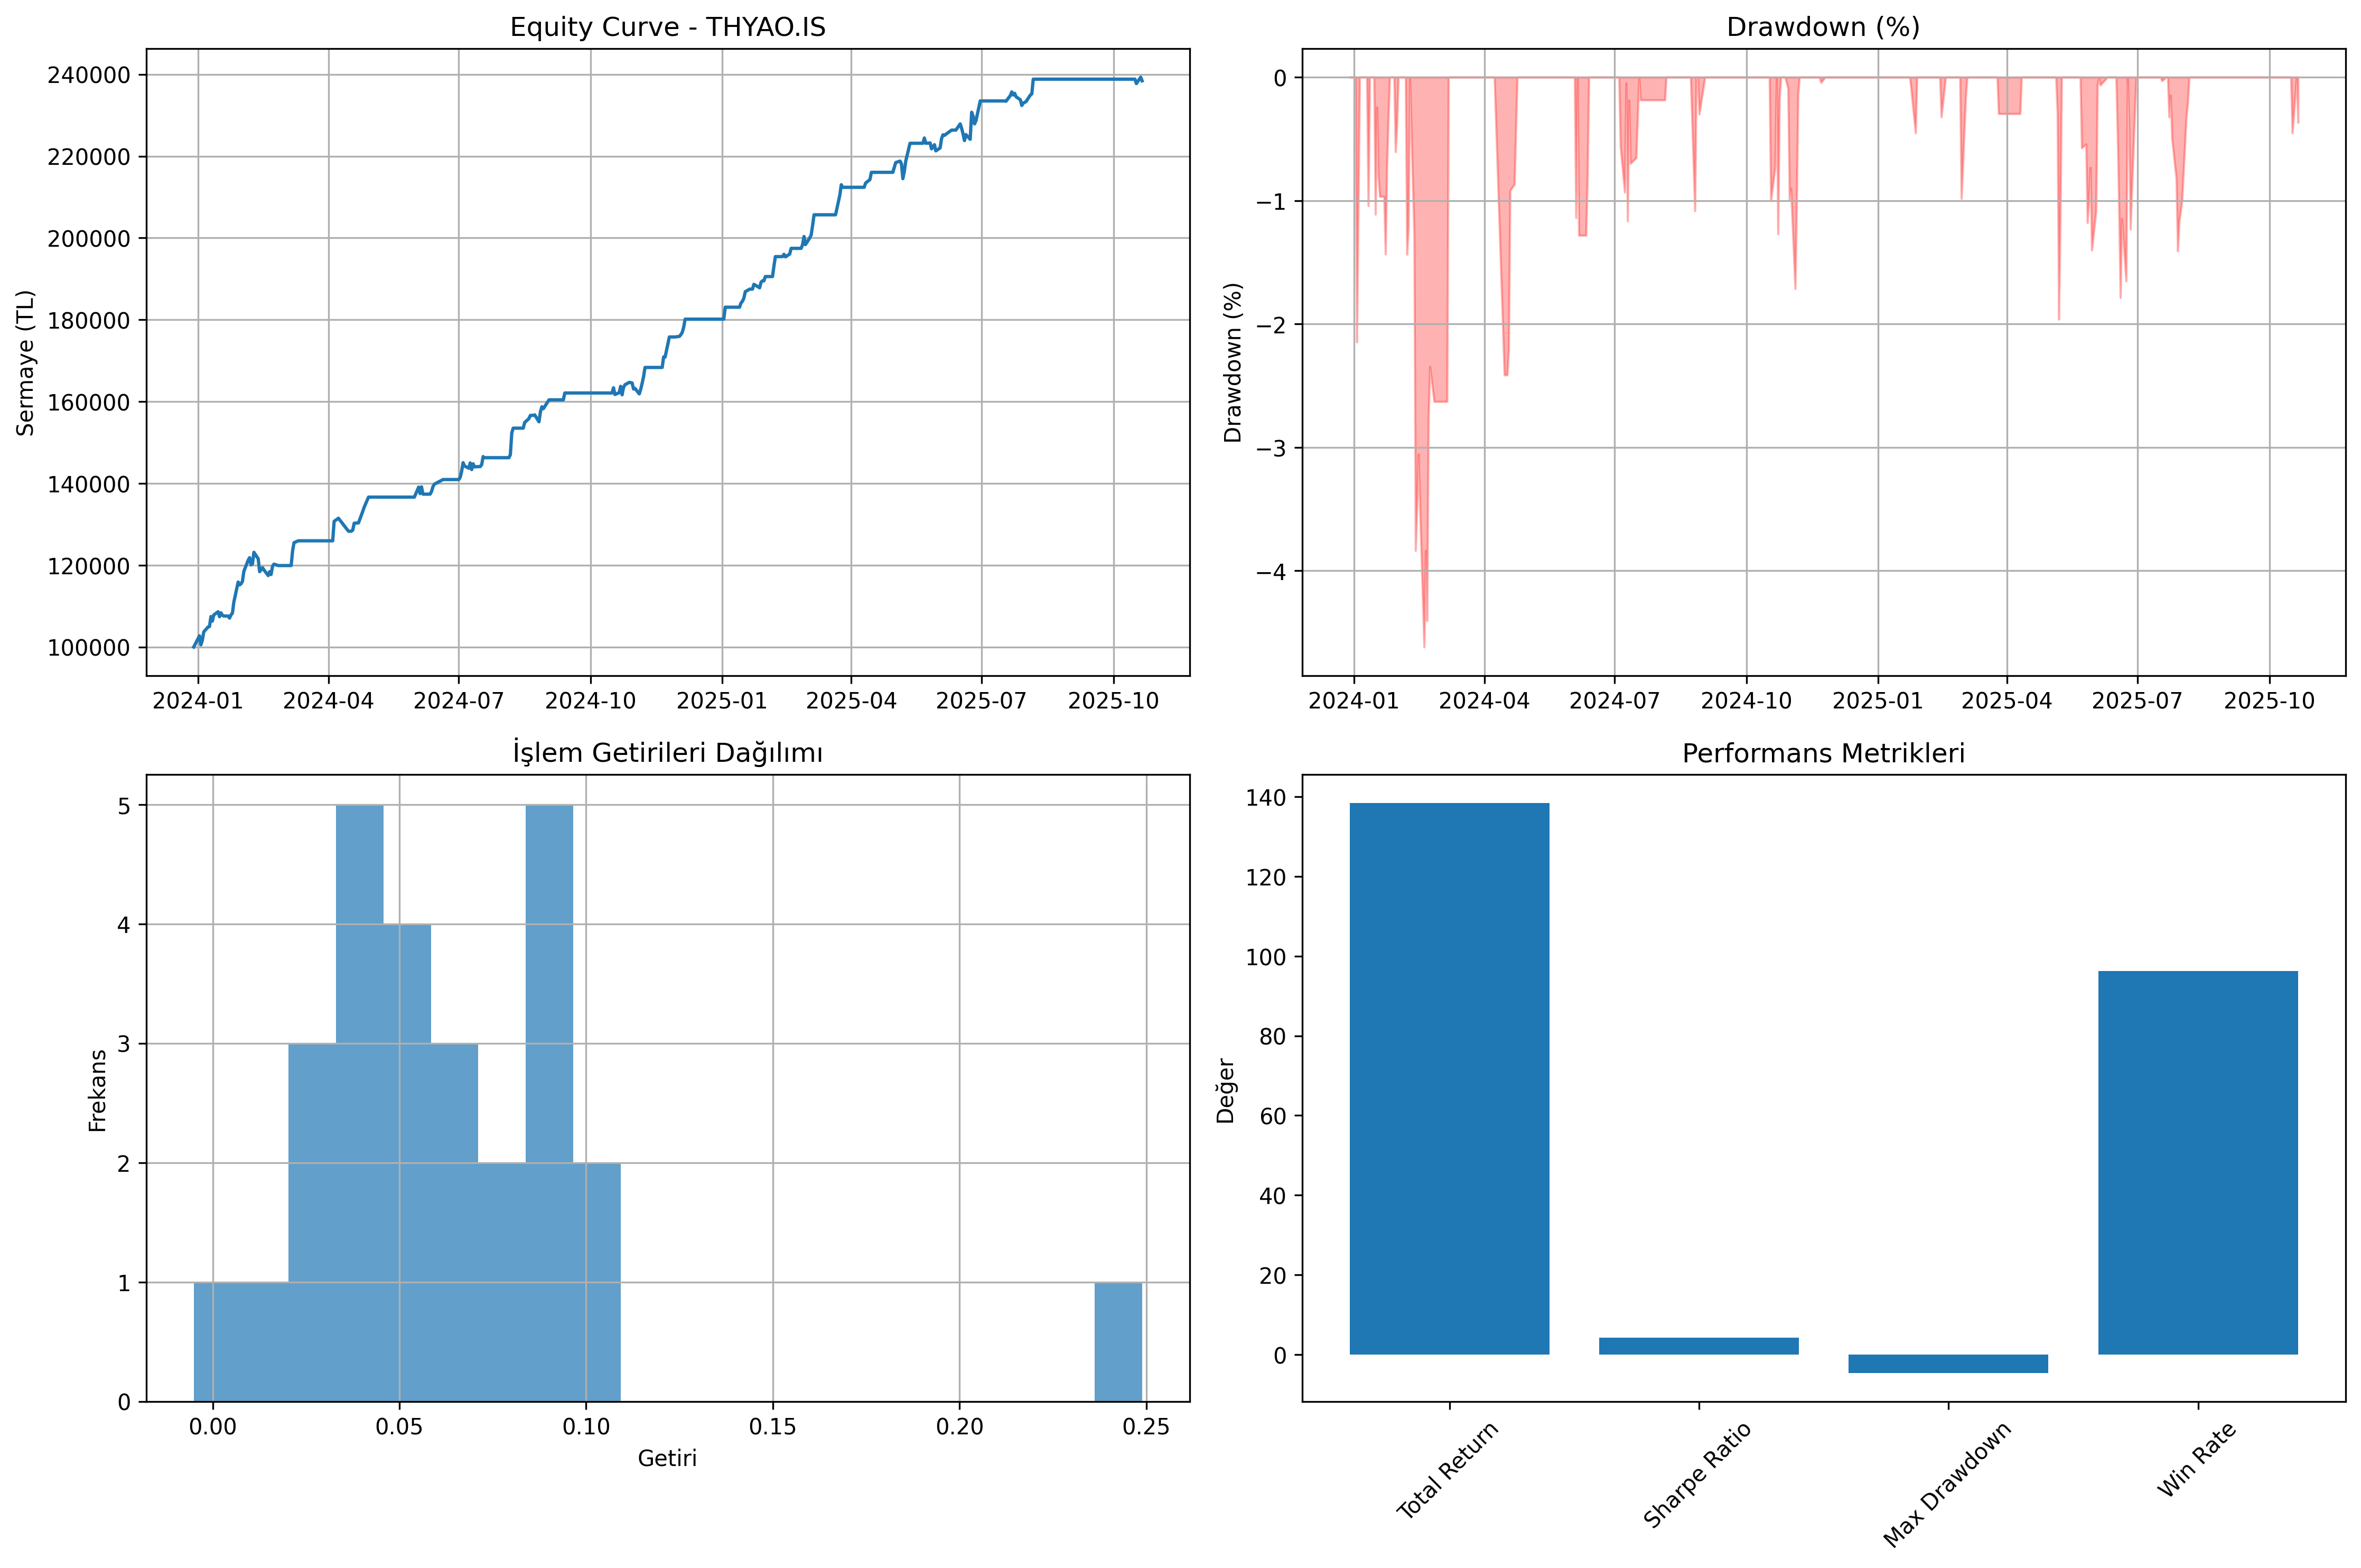 Equity Curve - THYAO.IS
Sermaye (TL)
240000
220000
200000
180000
160000
140000
120000
100000
2024-01 2024-04 2024-07 2024-10 2025-01 2025-04 2025-07 2025-10
Drawdown (%)
Drawdown (%)
0
−1
−2
−3
−4
2024-01 2024-04 2024-07 2024-10 2025-01 2025-04 2025-07 2025-10
İşlem Getirileri Dağılımı
Frekans
5
4
3
2
1
0
0.00 0.05 0.10 0.15 0.20 0.25
Getiri
Performans Metrikleri
Değer
140
120
100
80
60
40
20
0
Total Return
Sharpe Ratio
Max Drawdown
Win Rate